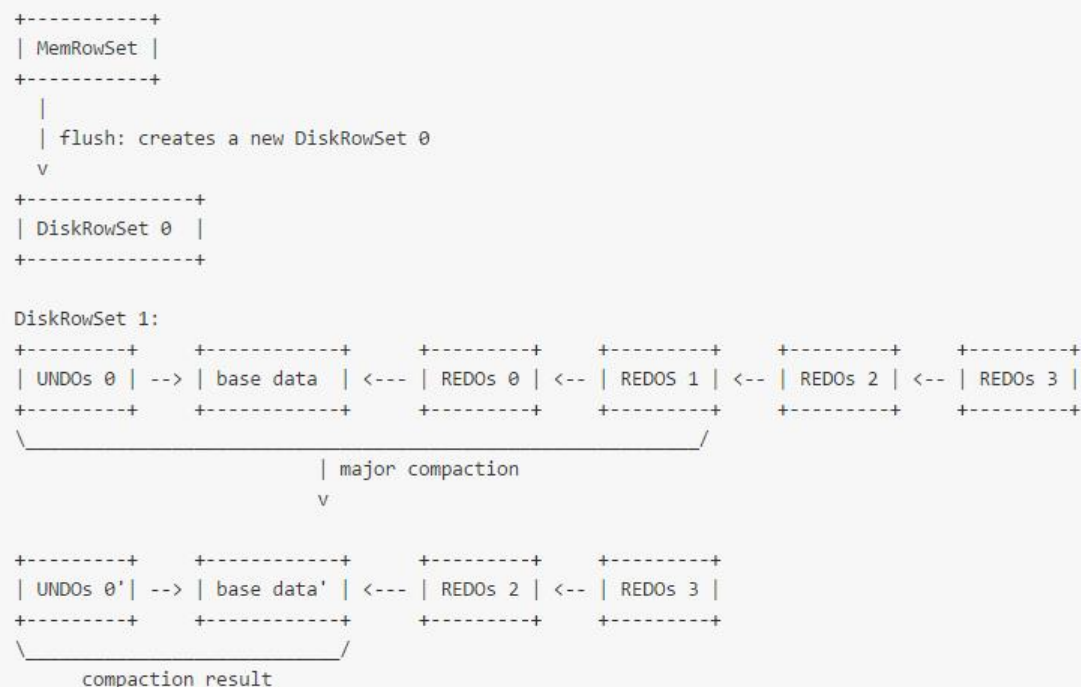 +-----------+
| MemRowSet |
+-----------+
  |
  | flush: creates a new DiskRowSet 0
  v
+---------------+
| DiskRowSet 0  |
+---------------+

DiskRowSet 1:
+---------+     +------------+      +---------+     +---------+     +---------+     +---------+
| UNDOs 0 | --> | base data  | <--- | REDOs 0 | <-- | REDOS 1 | <-- | REDOs 2 | <-- | REDOs 3 |
+---------+     +------------+      +---------+     +---------+     +---------+     +---------+
\____________________________________________________________/
                           | major compaction
                           v

+---------+     +------------+      +---------+     +---------+
| UNDOs 0'| --> | base data' | <--- | REDOs 2 | <-- | REDOs 3 |
+---------+     +------------+      +---------+     +---------+
\____________________________/
      compaction result